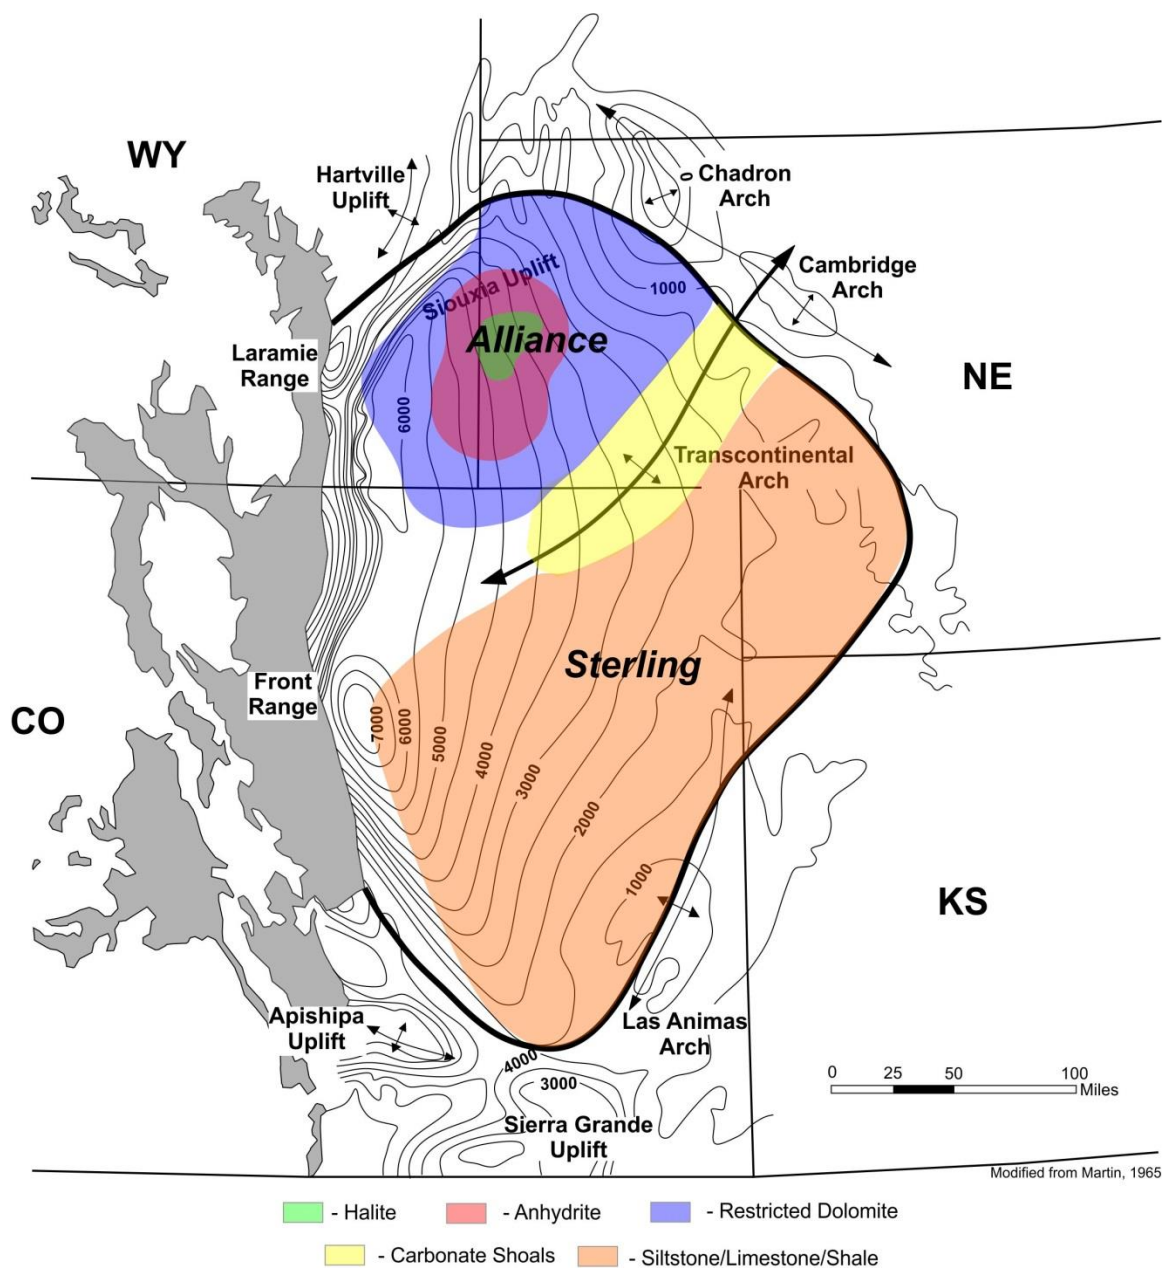 WY
Hartville
Uplift
0
Chadron
Arch
Cambridge
Arch
Siouxia Uplift
1000
Alliance
Laramie
Range
6000
NE
Transcontinental
Arch
Sterling
Front
Range
CO
7000
6000
5000
4000
3000
2000
1000
KS
Apishipa
Uplift
Las Animas
Arch
4000
3000
Sierra Grande
Uplift
0 25 50 100
Miles
Modified from Martin, 1965
- Halite
- Anhydrite
- Restricted Dolomite
- Carbonate Shoals
- Siltstone/Limestone/Shale